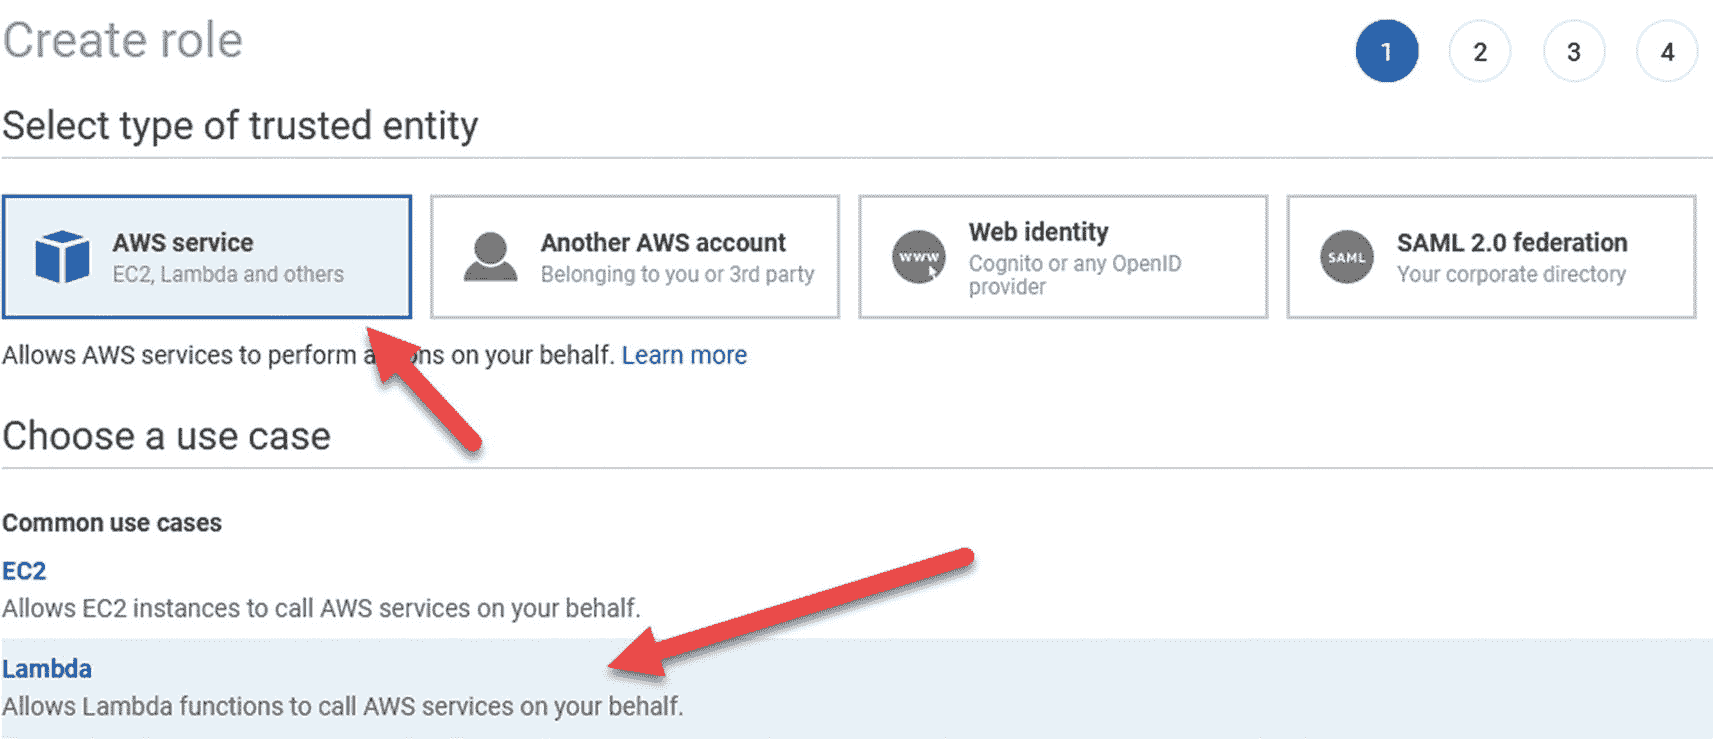 Create role
1 2 3 4
Select type of trusted entity
AWS service
EC2, Lambda and others
Another AWS account
Belonging to you or 3rd party
www
Web identity
Cognito or any OpenID
provider
SAML
SAML 2.0 federation
Your corporate directory
Allows AWS services to perform a ns on your behalf. Learn more
Choose a use case
Common use cases
EC2
Allows EC2 instances to call AWS services on your behalf.
Lambda
Allows Lambda functions to call AWS services on your behalf.